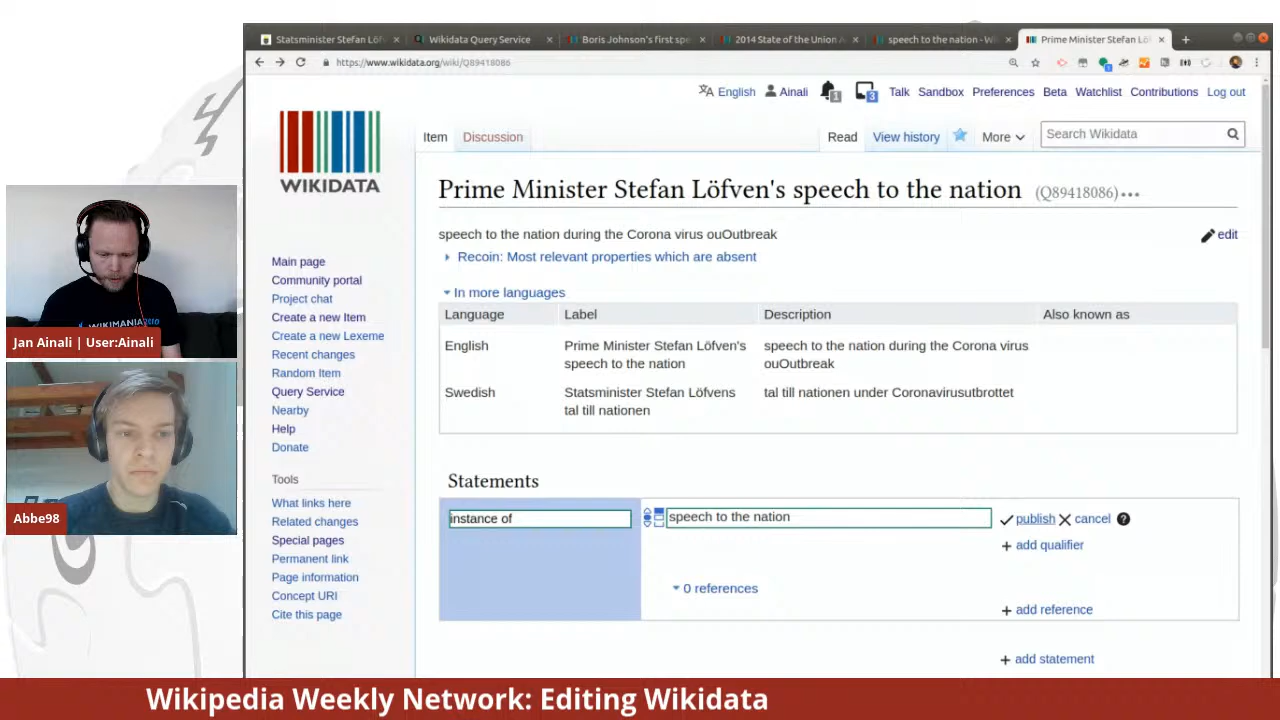 Statsminister Stefan Löf
Wikidata Query Service
Boris Johnson's first spe
2014 State of the Union A
speech to the nation - W
Prime Minister Stefan Lö
https://www.wikidata.org/wiki/Q89418086
English
Ainali
1
3
Talk
Sandbox
Preferences
Beta
Watchlist
Contributions
Log out
WIKIDATA
Item
Discussion
Read
View history
More
Search Wikidata
Prime Minister Stefan Löfven's speech to the nation (Q89418086)
speech to the nation during the Corona virus ouOutbreak
edit
Recoin: Most relevant properties which are absent
In more languages
Language Label Description Also known as
English Prime Minister Stefan Löfven's speech to the nation during the Corona virus
speech to the nation ouOutbreak
Swedish Statsminister Stefan Löfvens tal till nationen under Coronavirusutbrottet
tal till nationen
Statements
instance of
speech to the nation
publish cancel
+ add qualifier
0 references
+ add reference
+ add statement
Main page
Community portal
Project chat
Create a new Item
Create a new Lexeme
Recent changes
Random Item
Query Service
Nearby
Help
Donate
Tools
What links here
Related changes
Special pages
Permanent link
Page information
Concept URI
Cite this page
WIKIMANIA
Jan Ainali | User:Ainali
Abbe98
Wikipedia Weekly Network: Editing Wikidata